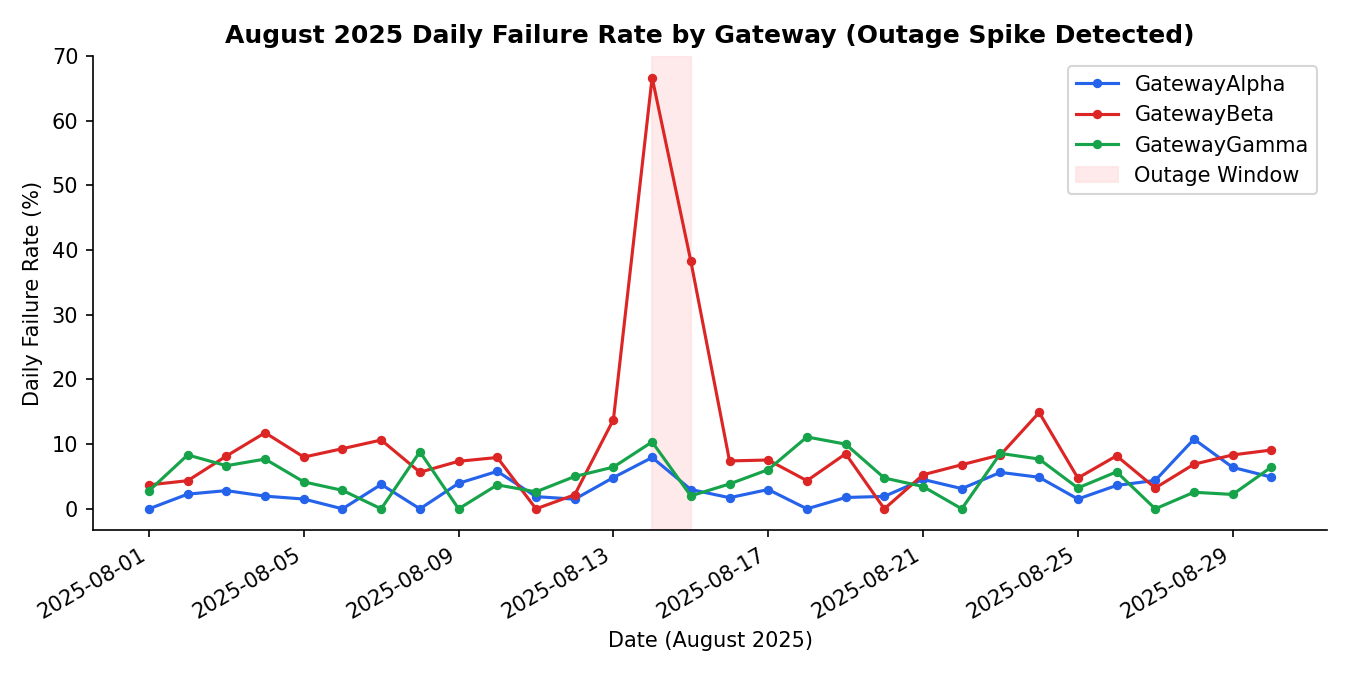 August 2025 Daily Failure Rate by Gateway (Outage Spike Detected)
70
60
50
40
30
20
10
0
Daily Failure Rate (%)
GatewayAlpha
GatewayBeta
GatewayGamma
Outage Window
2025-08-01
2025-08-05
2025-08-09
2025-08-13
2025-08-17
2025-08-21
2025-08-25
2025-08-29
Date (August 2025)